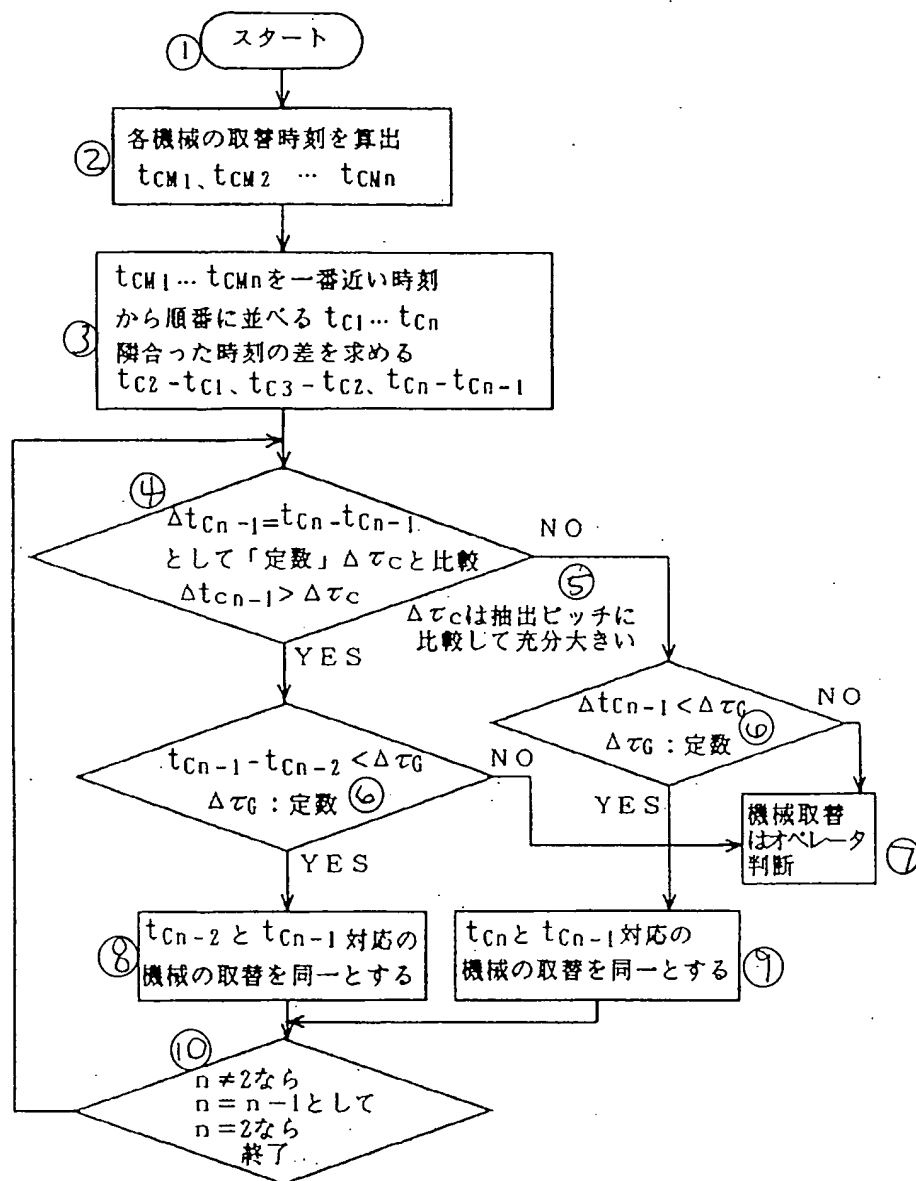 ① スタート
② 各機械の取替時刻を算出
tCM1、tCM2 … tCMn
tCM1…tCMnを一番近い時刻
から順番に並べる tC1…tCn
③ 隣合った時刻の差を求める
tC2-tC1、tC3-tC2、tCn-tCn-1
④ ΔtCn-1=tCn-tCn-1
として「定数」Δτcと比較
Δtcn-1>Δτc
NO
⑤
Δτcは抽出ピッチに
比較して充分大きい
YES
ΔtCn-1<ΔτG
ΔτG:定数 ⑥
NO
YES
tCn-1-tCn-2<ΔτG
ΔτG:定数 ⑥
NO
YES
機械取替
はオペレータ
判断
⑦
⑧ tCn-2とtCn-1対応の
機械の取替を同一とする
tCnとtCn-1対応の
機械の取替を同一とする ⑨
⑩
n≠2なら
n=n-1として
n=2なら
終了